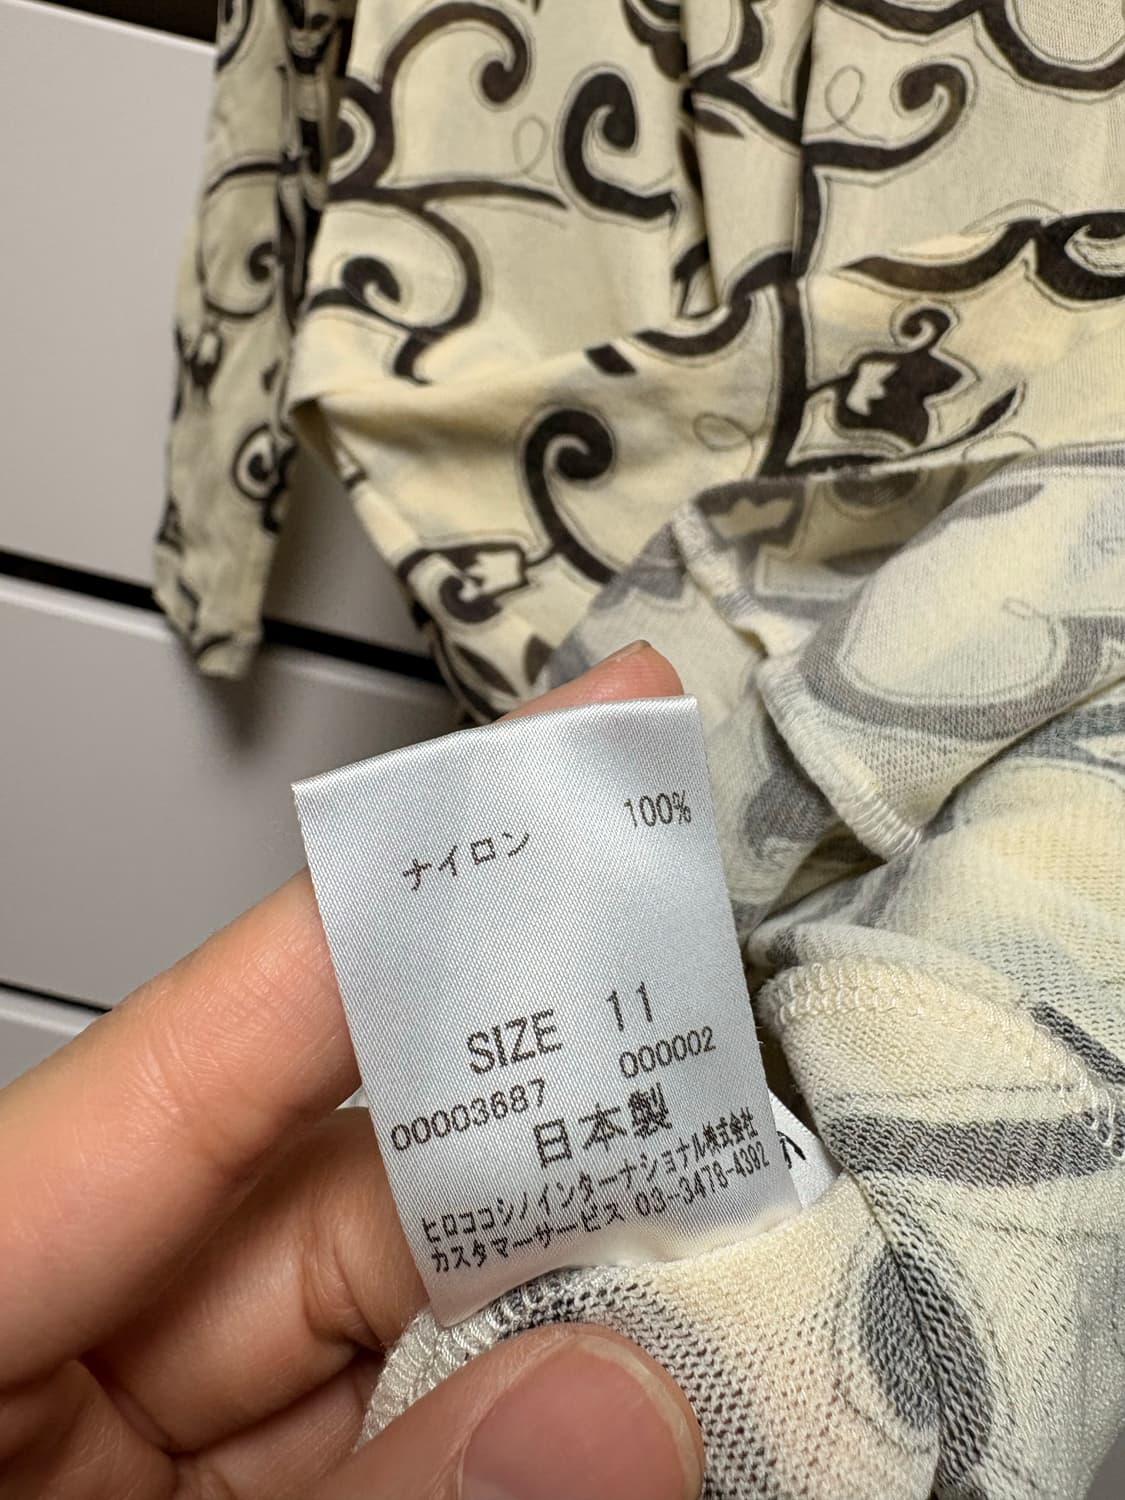 ナイロン 100%
SIZE 11
00003687 000002
日本製
ヒロココシノインターナショナル株式会社
カスタマーサービス 03-3478-4392